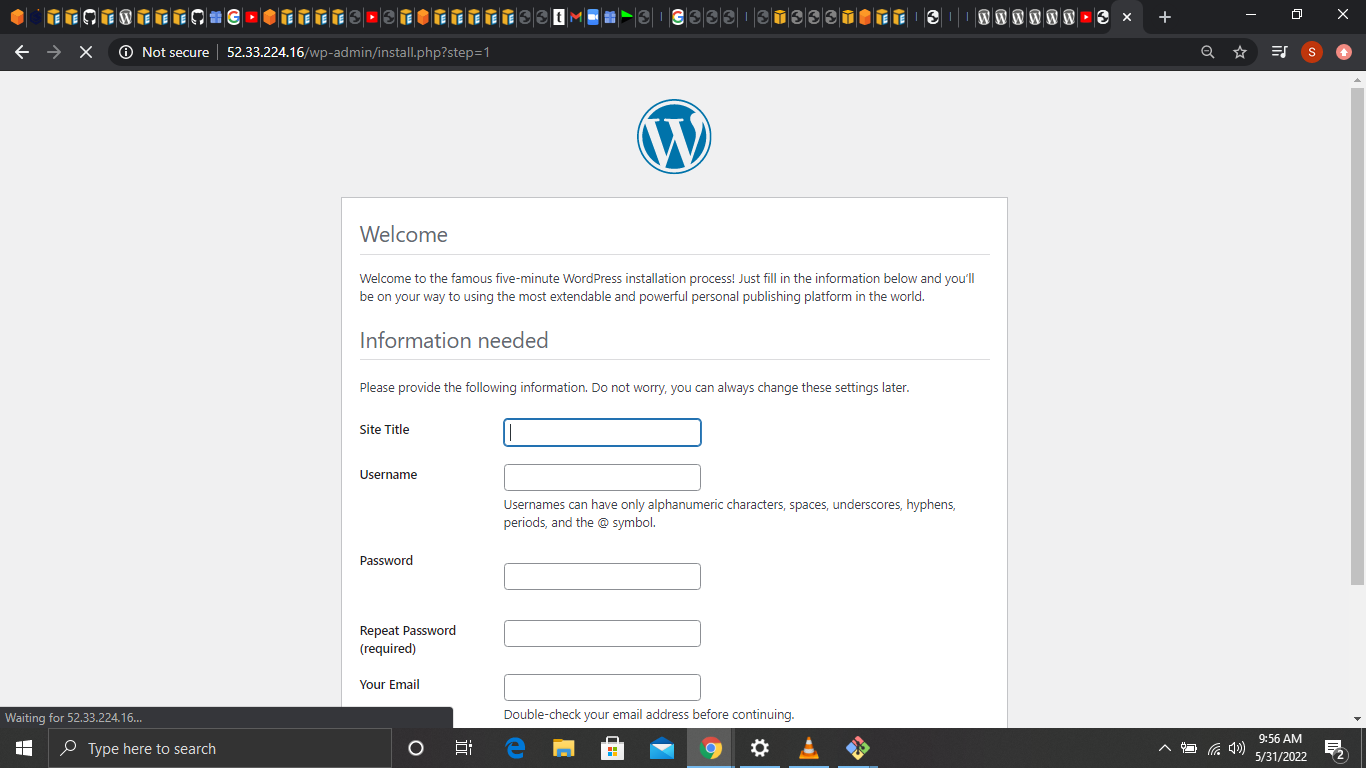 Not secure
52.33.224.16/wp-admin/install.php?step=1
S
Welcome
Welcome to the famous five-minute WordPress installation process! Just fill in the information below and you'll
be on your way to using the most extendable and powerful personal publishing platform in the world.
Information needed
Please provide the following information. Do not worry, you can always change these settings later.
Site Title
Username
Usernames can have only alphanumeric characters, spaces, underscores, hyphens,
periods, and the @ symbol.
Password
Repeat Password
(required)
Your Email
Double-check your email address before continuing.
Waiting for 52.33.224.16...
Type here to search
9:56 AM
5/31/2022
2